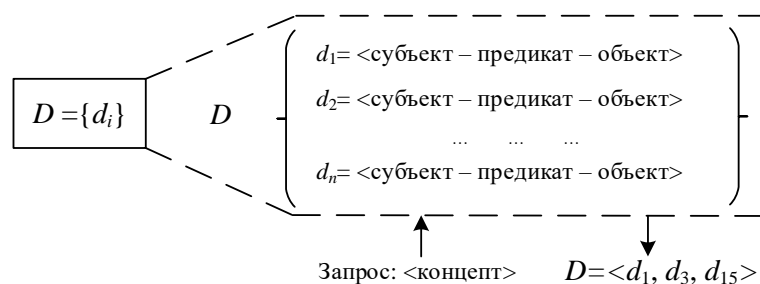 d₁= <субъект – предикат – объект>
D ={dᵢ}
D
d₂= <субъект – предикат – объект>
... ... ...
dₙ= <субъект – предикат – объект>
Запрос: <концепт>
D=<d₁, d₃, d₁₅>